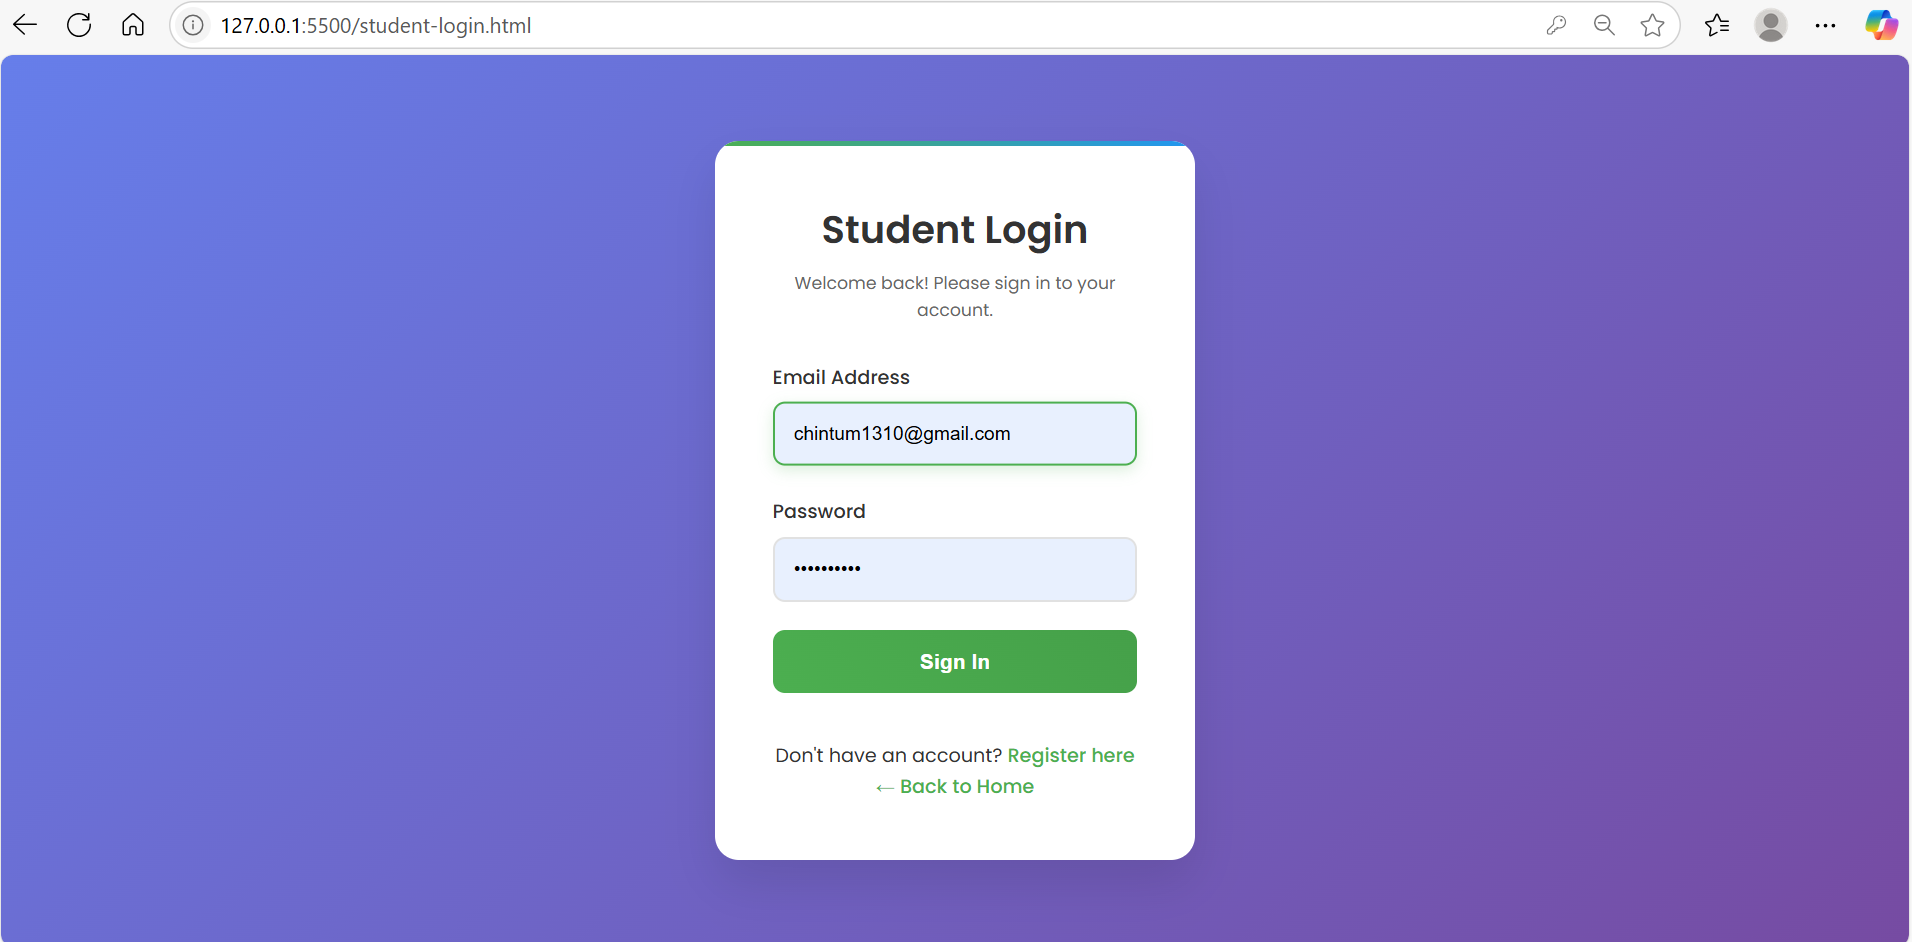 127.0.0.1:5500/student-login.html
Student Login
Welcome back! Please sign in to your
account.
Email Address
chintum1310@gmail.com
Password
••••••••••
Sign In
Don't have an account? Register here
← Back to Home